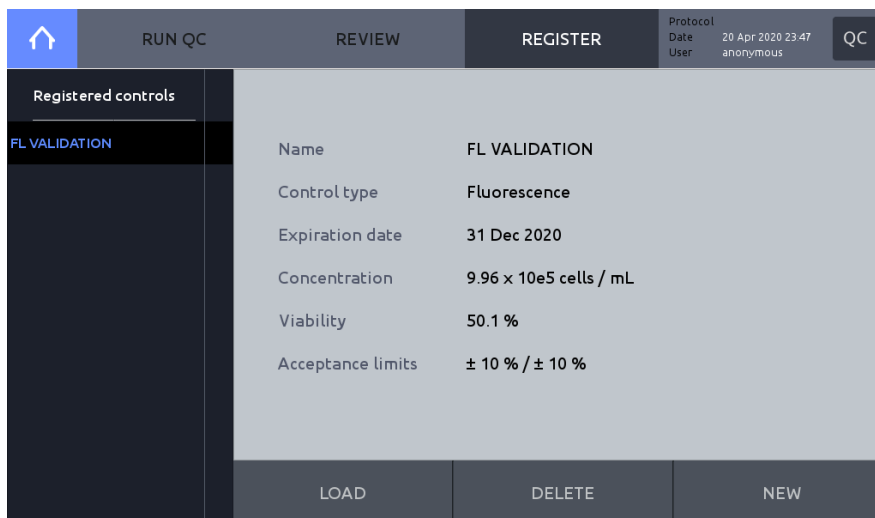 RUN QC
REVIEW
REGISTER
Protocol
Date 20 Apr 2020 23:47
User anonymous
QC
Registered controls
FL VALIDATION
Name FL VALIDATION
Control type Fluorescence
Expiration date 31 Dec 2020
Concentration 9.96 x 10e5 cells / mL
Viability 50.1 %
Acceptance limits ± 10 % / ± 10 %
LOAD
DELETE
NEW